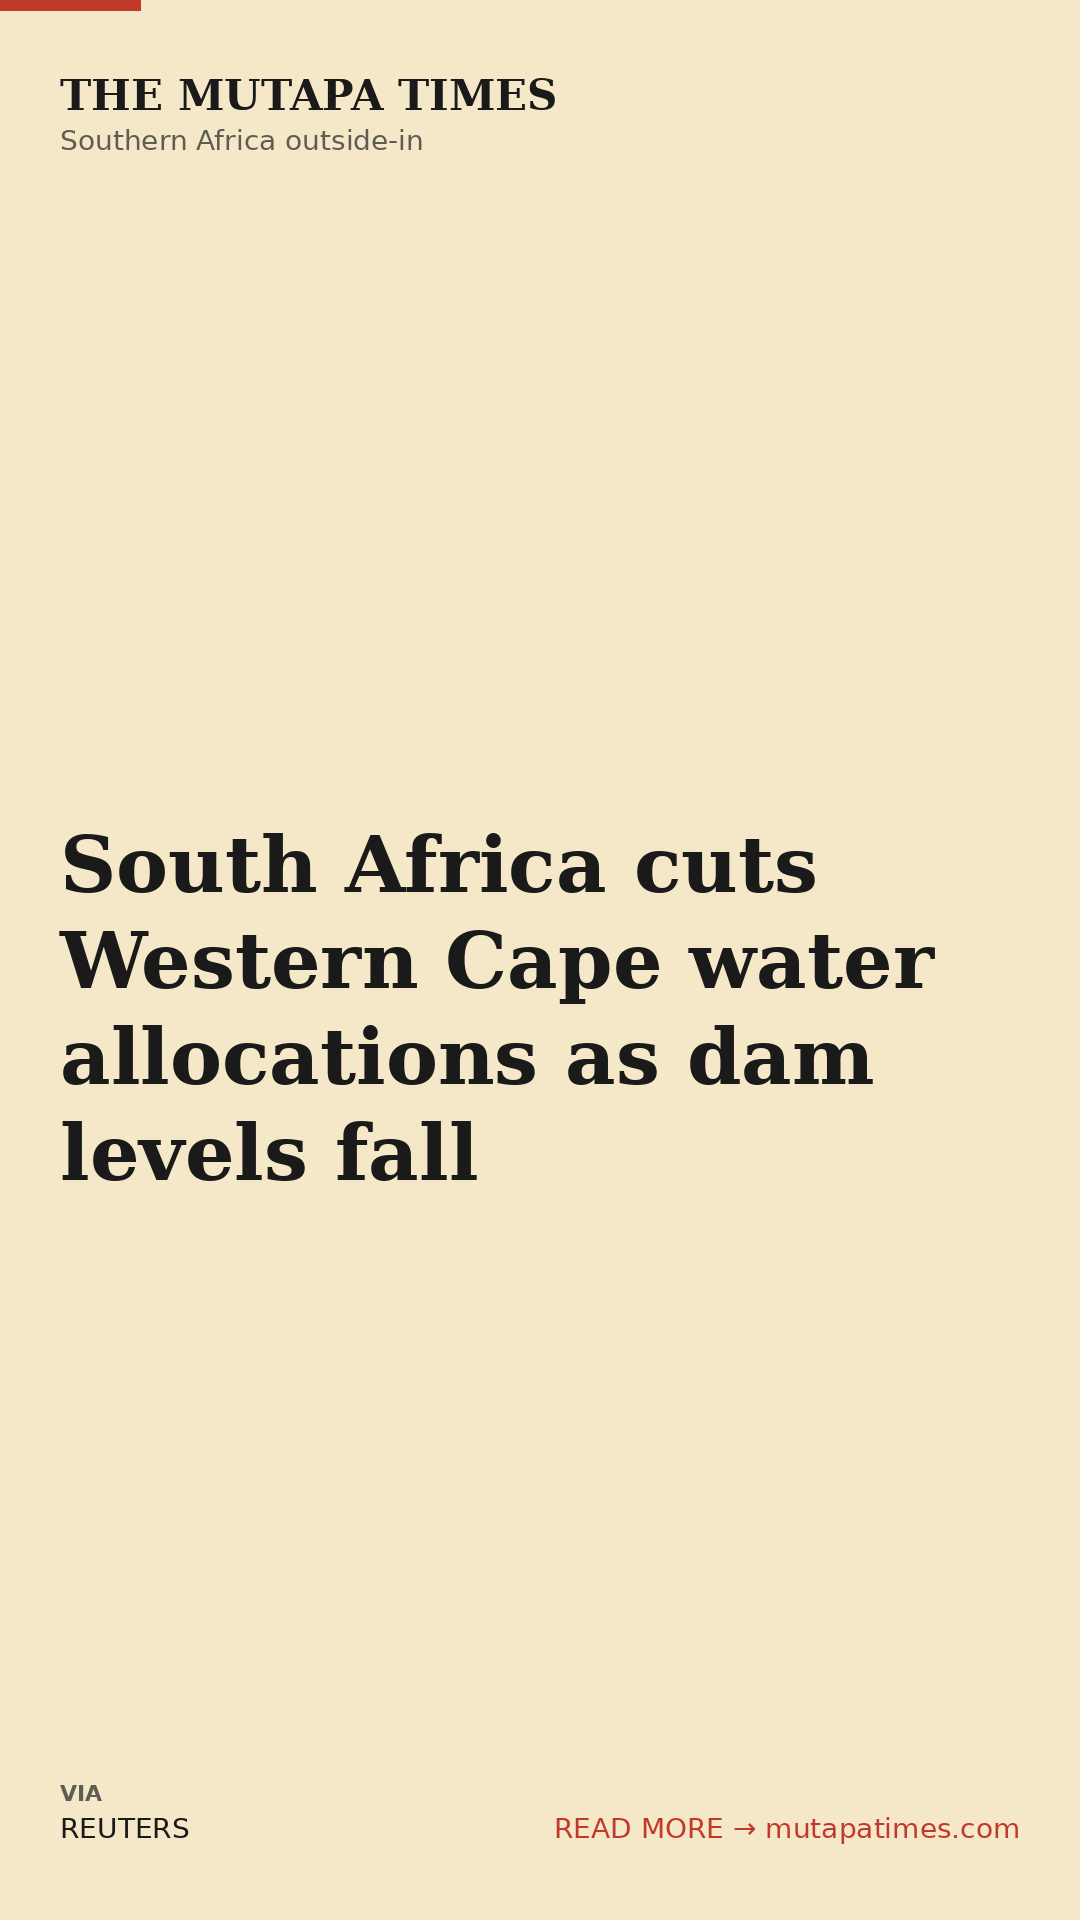 THE MUTAPA TIMES
Southern Africa outside-in
South Africa cuts
Western Cape water
allocations as dam
levels fall
VIA
REUTERS
READ MORE → mutapatimes.com